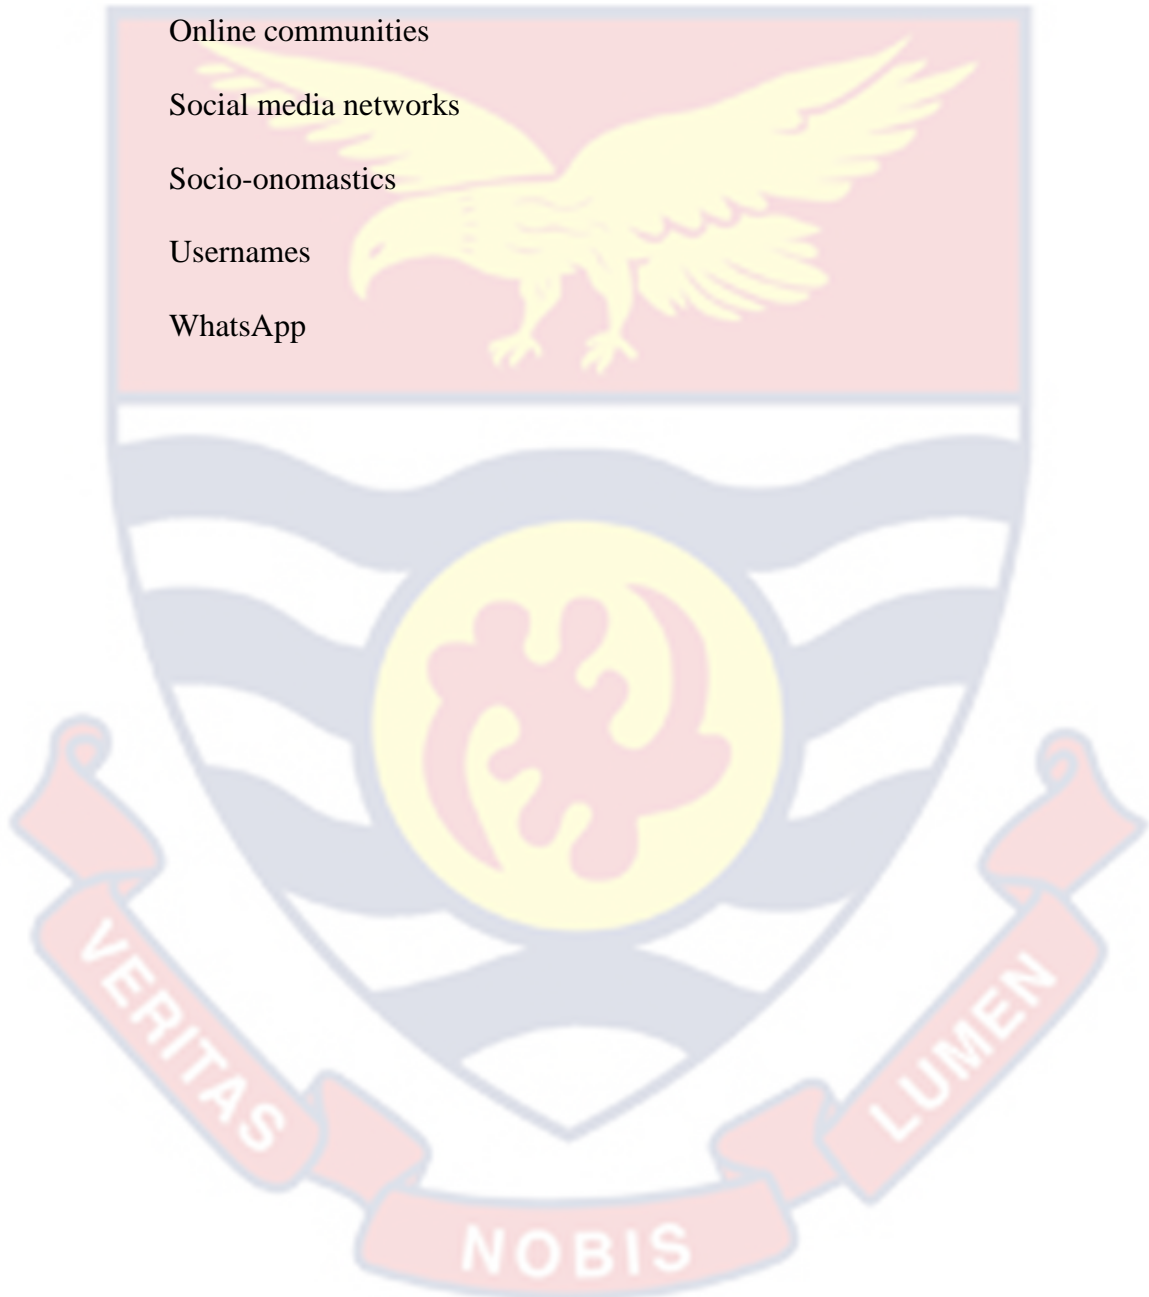 Online communities
Social media networks
Socio-onomastics
Usernames
WhatsApp
VERITAS
NOBIS
LUMEN